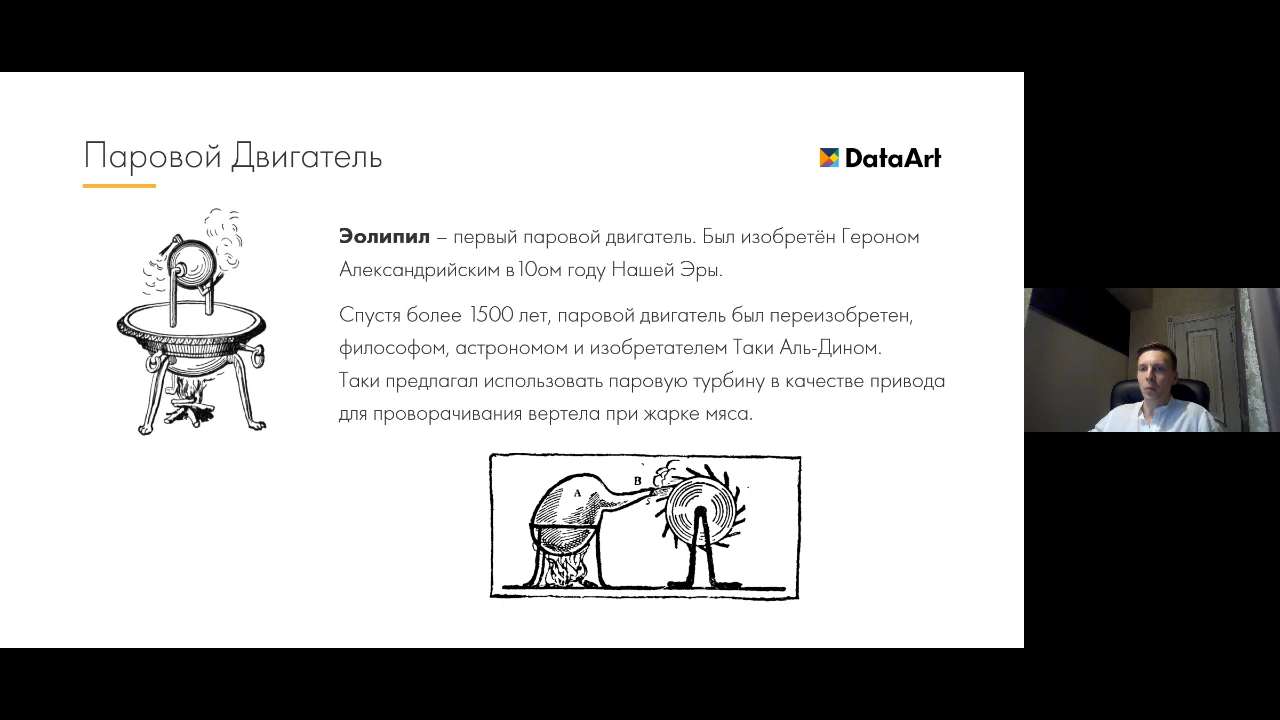 Паровой Двигатель
DataArt
Эолипил – первый паровой двигатель. Был изобретён Героном
Александрийским в 10ом году Нашей Эры.
Спустя более 1500 лет, паровой двигатель был переизобретен,
философом, астрономом и изобретателем Таки Аль-Дином.
Таки предлагал использовать паровую турбину в качестве привода
для проворачивания вертела при жарке мяса.
A
B